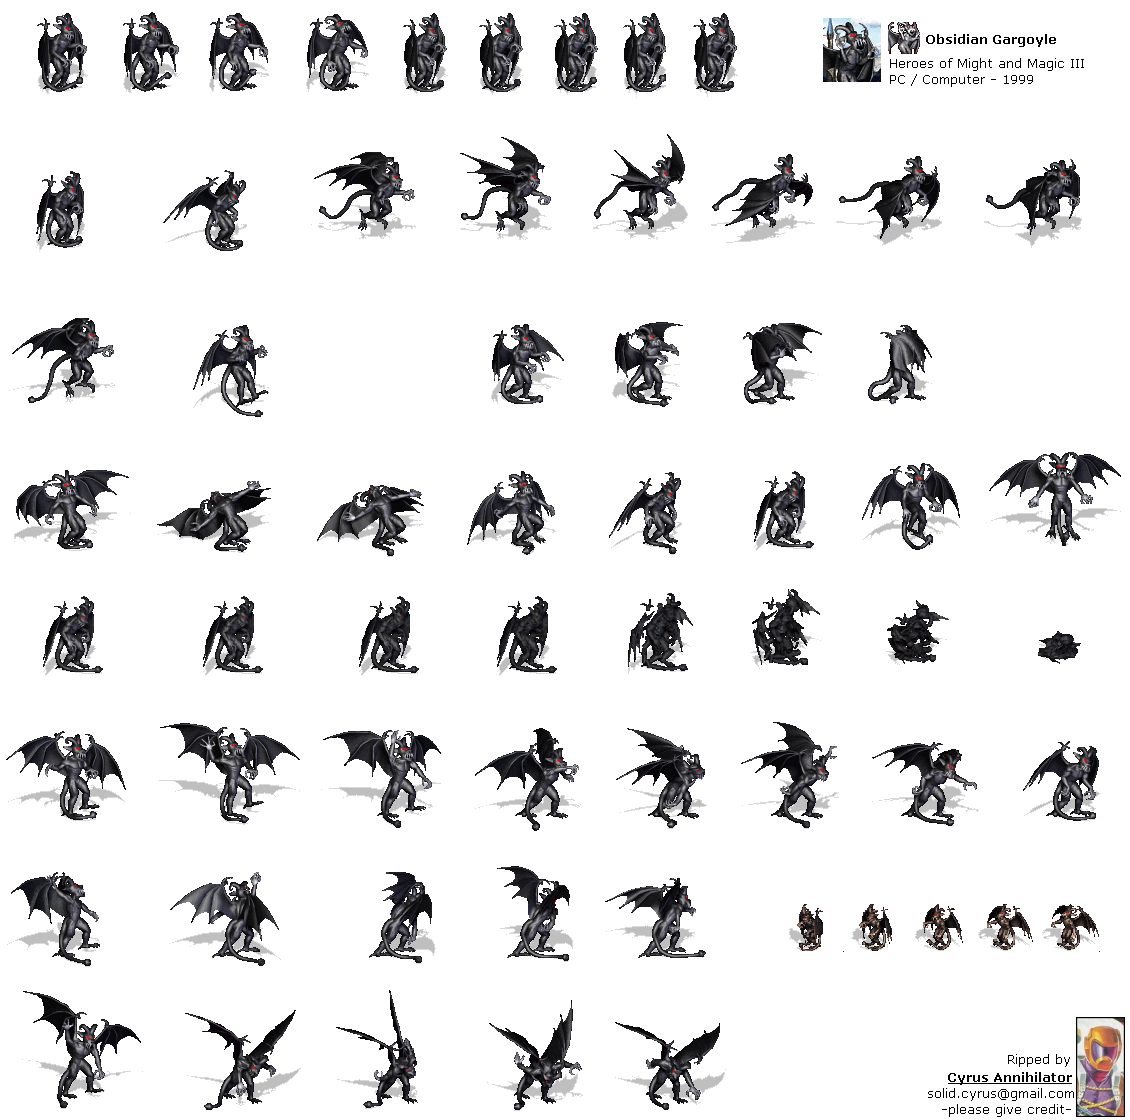 Obsidian Gargoyle
Heroes of Might and Magic III
PC / Computer - 1999
Ripped by
Cyrus Annihilator
solid.cyrus@gmail.com
-please give credit-